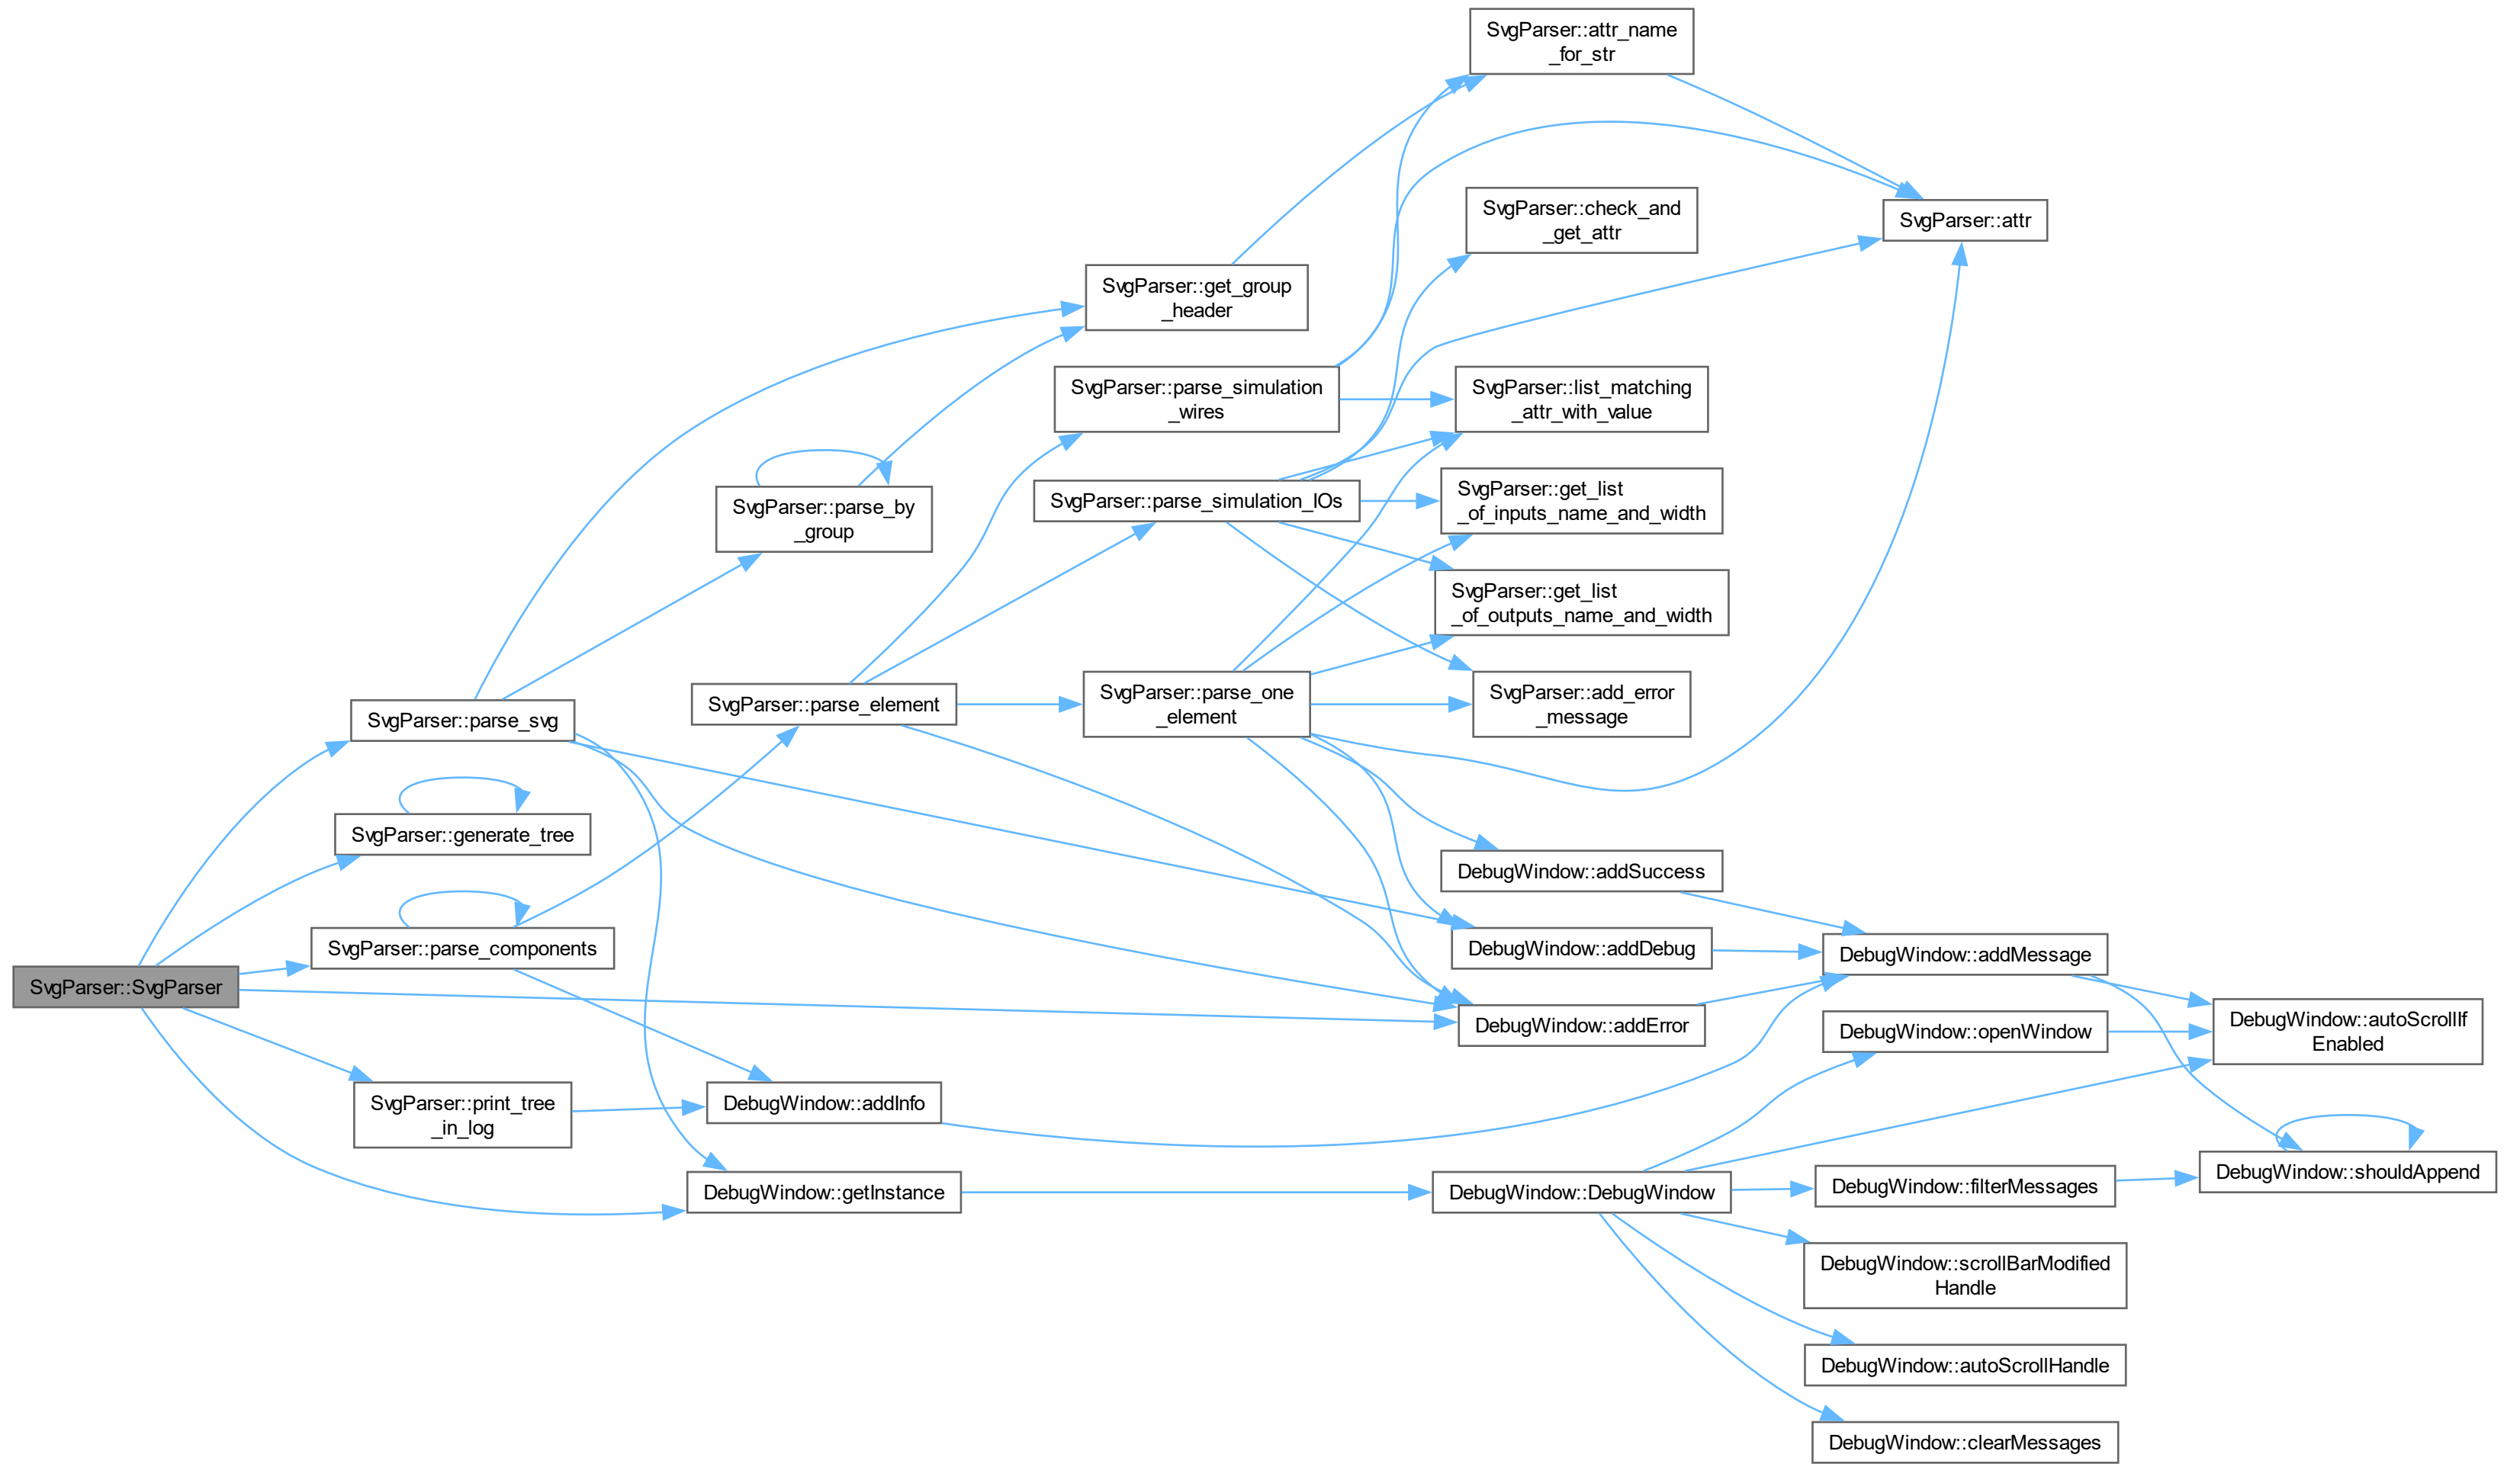 SvgParser::attr_name
_for_str
SvgParser::attr
SvgParser::check_and
_get_attr
SvgParser::get_group
_header
SvgParser::parse_simulation
_wires
SvgParser::list_matching
_attr_with_value
SvgParser::parse_by
_group
SvgParser::parse_simulation_IOs
SvgParser::get_list
_of_inputs_name_and_width
SvgParser::get_list
_of_outputs_name_and_width
SvgParser::parse_svg
SvgParser::parse_element
SvgParser::parse_one
_element
SvgParser::add_error
_message
SvgParser::generate_tree
DebugWindow::addSuccess
SvgParser::parse_components
DebugWindow::addDebug
DebugWindow::addMessage
SvgParser::SvgParser
DebugWindow::addError
DebugWindow::openWindow
DebugWindow::autoScrollIf
Enabled
SvgParser::print_tree
_in_log
DebugWindow::addInfo
DebugWindow::getInstance
DebugWindow::DebugWindow
DebugWindow::filterMessages
DebugWindow::shouldAppend
DebugWindow::scrollBarModified
Handle
DebugWindow::autoScrollHandle
DebugWindow::clearMessages